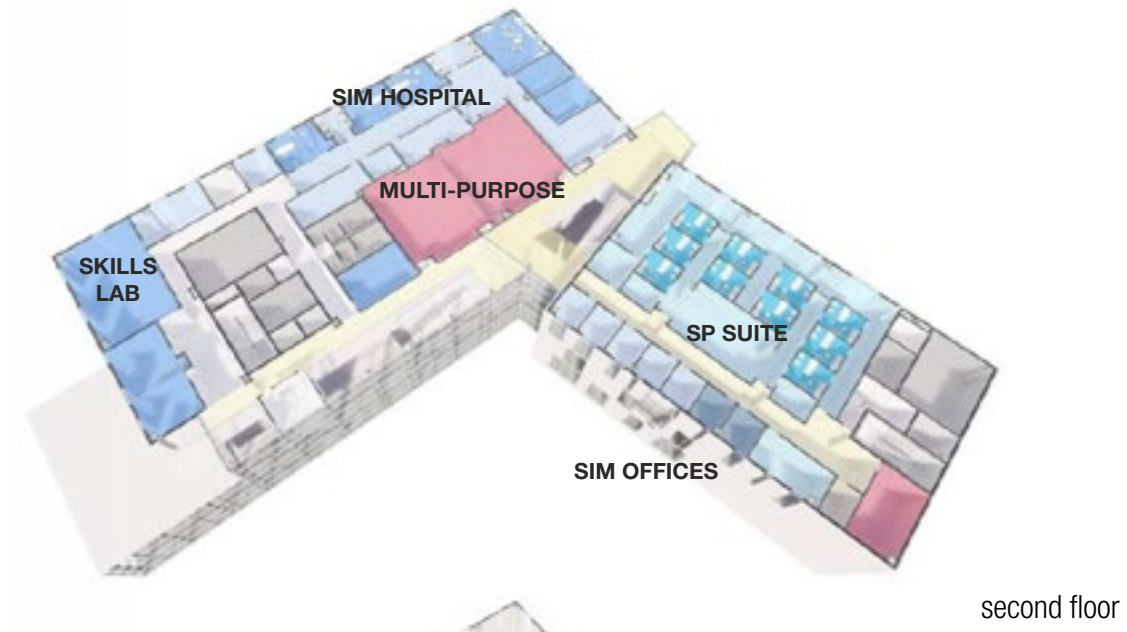 SIM HOSPITAL
MULTI-PURPOSE
SKILLS
LAB
SP SUITE
SIM OFFICES
second floor